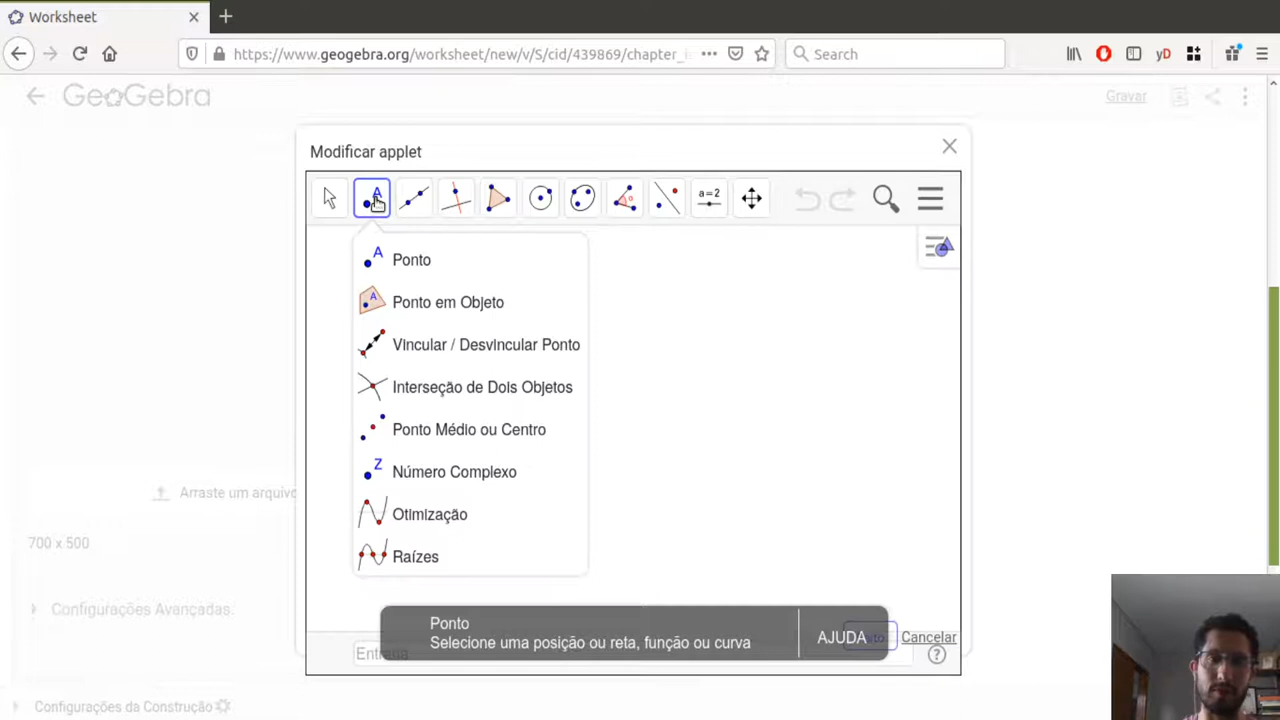 Worksheet
https://www.geogebra.org/worksheet/new/v/S/cid/439869/chapter_
Search
yD
GeoGebra
Gravar
Modificar applet
A
a=2
A Ponto
A Ponto em Objeto
Vincular / Desvincular Ponto
Interseção de Dois Objetos
Ponto Médio ou Centro
Z Número Complexo
Arraste um arquivo
Otimização
700 x 500
Raízes
Configurações Avançadas.
Ponto
Selecione uma posição ou reta, função ou curva
AJUDA
Cancelar
Entrada
Configurações da Construção